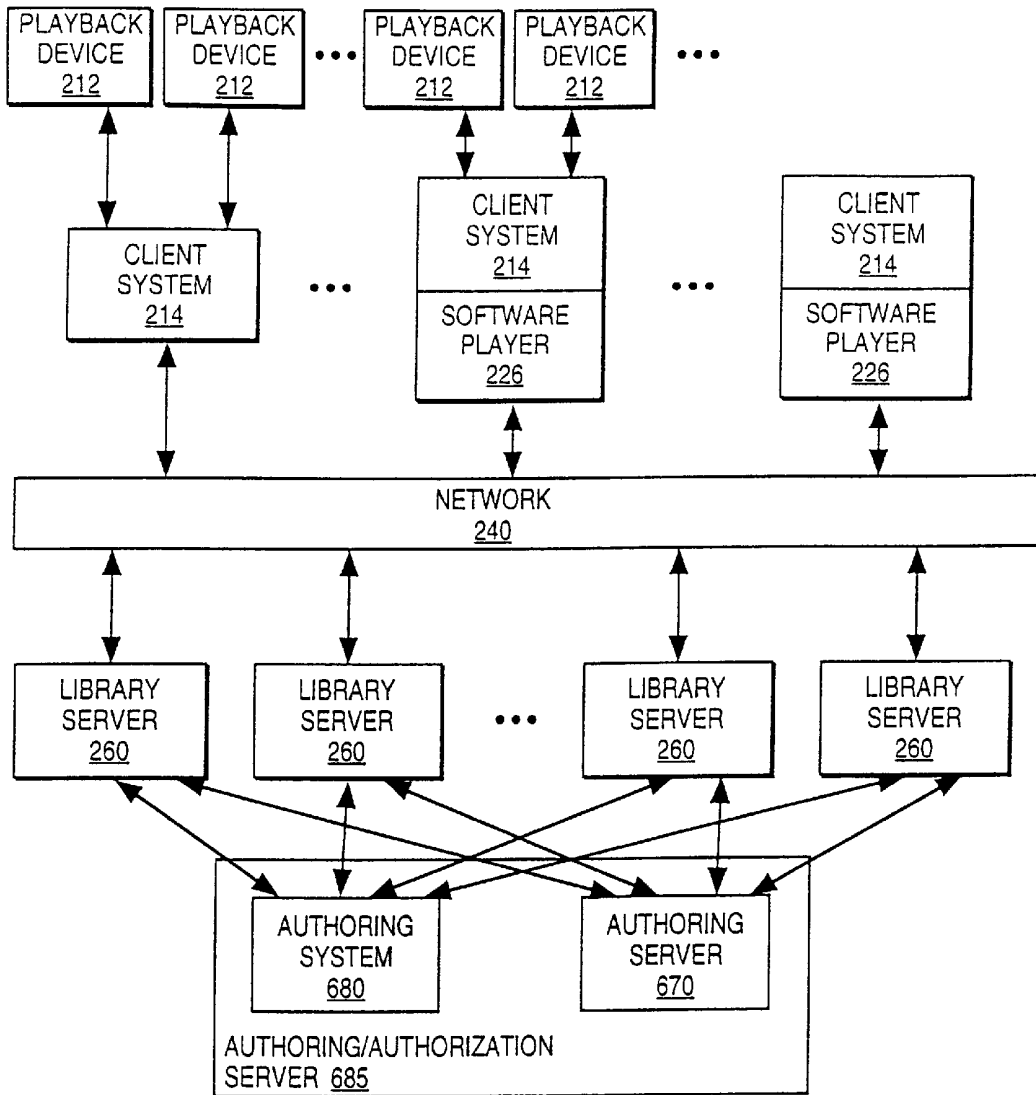 PLAYBACK
DEVICE
212
PLAYBACK
DEVICE
212
PLAYBACK
DEVICE
212
PLAYBACK
DEVICE
212
CLIENT
SYSTEM
214
CLIENT
SYSTEM
214
SOFTWARE
PLAYER
226
CLIENT
SYSTEM
214
SOFTWARE
PLAYER
226
NETWORK
240
LIBRARY
SERVER
260
LIBRARY
SERVER
260
LIBRARY
SERVER
260
LIBRARY
SERVER
260
AUTHORING
SYSTEM
680
AUTHORING
SERVER
670
AUTHORING/AUTHORIZATION
SERVER 685